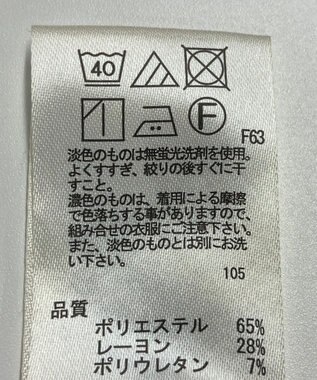 40
F
F63
淡色のものは無蛍光洗剤を使用。
よくすすぎ、絞りの後すぐに干
すこと。
濃色のものは、着用による摩擦
で色落ちする事がありますので、
組み合せの衣服にご注意下さい。
また、淡色のものとは別にお洗
い下さい。
105
品質
ポリエステル 65%
レーヨン 28%
ポリウレタン 7%